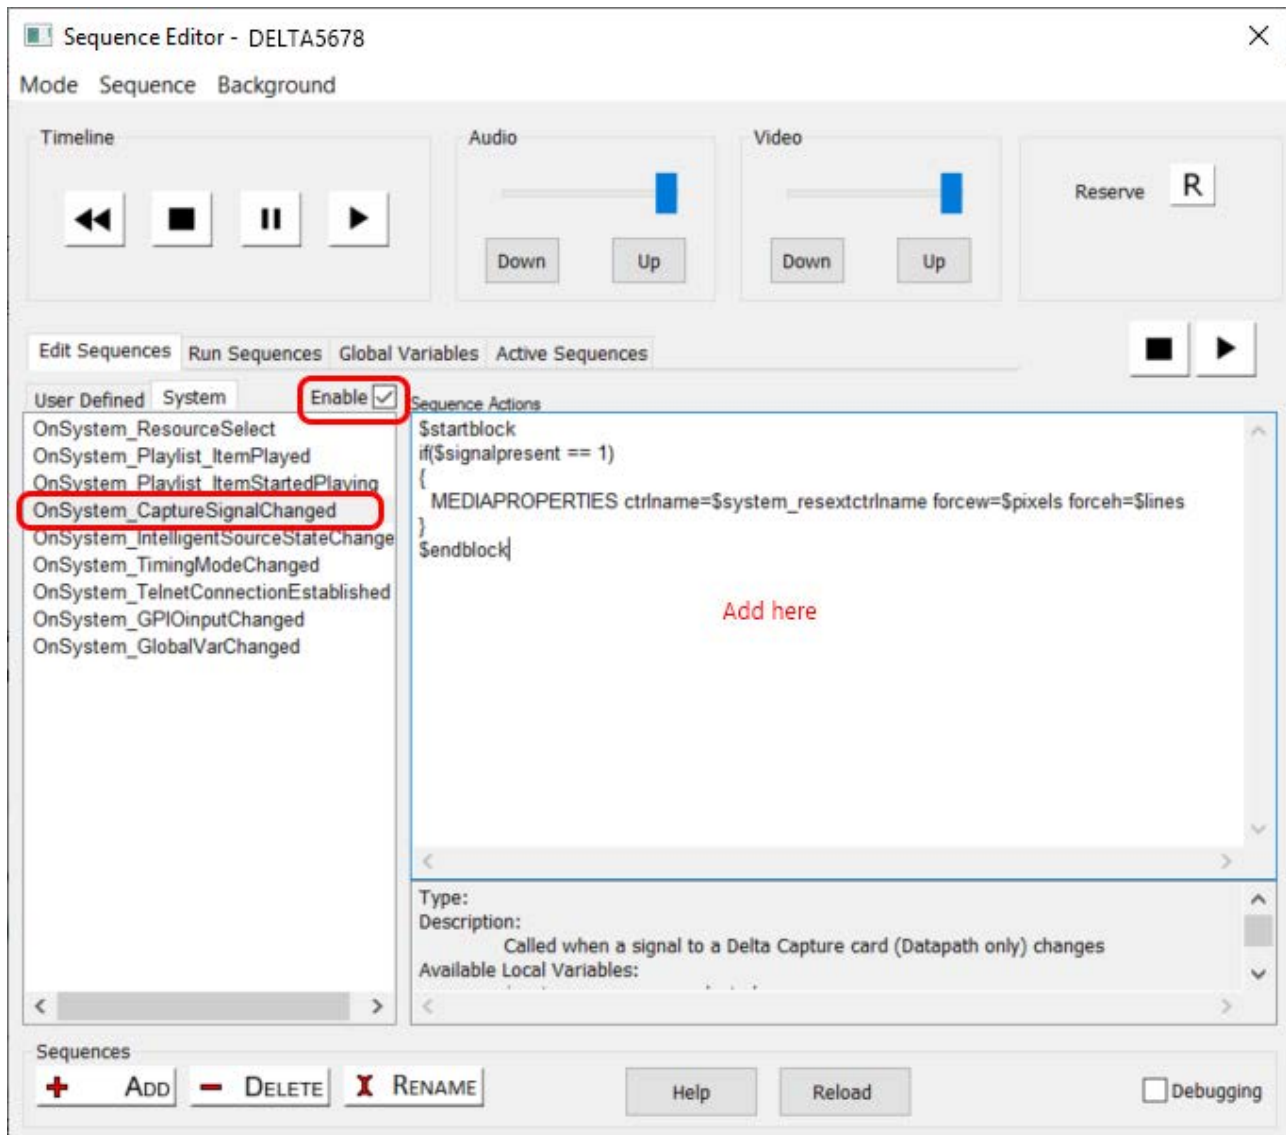 Sequence Editor - DELTA5678
Mode Sequence Background
Timeline
Audio
Video
Reserve R
Down Up
Down Up
Edit Sequences Run Sequences Global Variables Active Sequences
User Defined System Enable
Sequence Actions
OnSystem_ResourceSelect
OnSystem_Playlist_ItemPlayed
OnSystem_Playlist_ItemStartedPlaying
OnSystem_CaptureSignalChanged
OnSystem_IntelligentSourceStateChange
OnSystem_TimingModeChanged
OnSystem_TelnetConnectionEstablished
OnSystem_GPIOinputChanged
OnSystem_GlobalVarChanged
$startblock
if($signalpresent == 1)
{
MEDIAPROPERTIES ctrlname=$system_resextctrlname forcew=$pixels forceh=$lines
}
$endblock
Add here
Type:
Description:
Called when a signal to a Delta Capture card (Datapath only) changes
Available Local Variables:
Sequences
ADD DELETE RENAME
Help Reload
Debugging